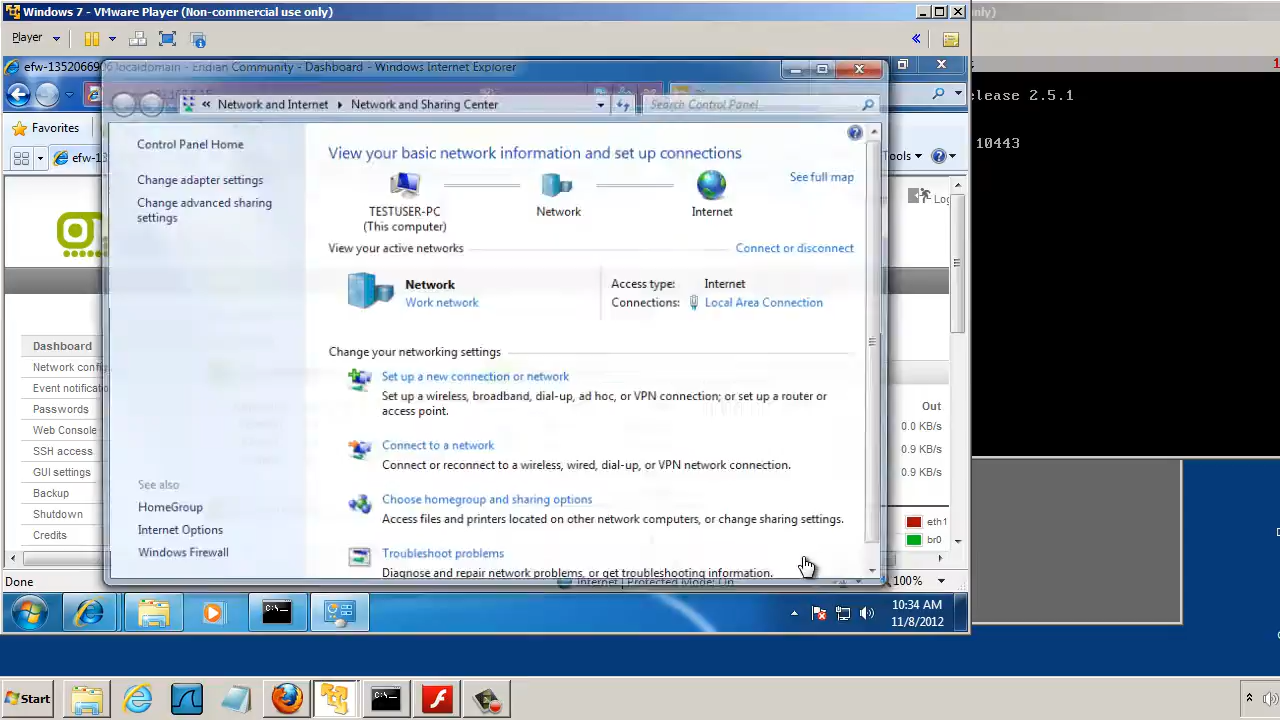 Windows 7 - VMware Player (Non-commercial use only)
only)
Player
efw-1352066906.localdomain - Endian Community - Dashboard - Windows Internet Explorer
Network and Internet
Network and Sharing Center
Search Control Panel
elease 2.5.1
10443
Favorites
efw-1
Tools
Control Panel Home
Change adapter settings
Change advanced sharing
settings
View your basic network information and set up connections
See full map
TESTUSER-PC
(This computer)
Network
Internet
Log
View your active networks
Connect or disconnect
Network
Work network
Access type:
Internet
Connections:
Local Area Connection
Change your networking settings
Set up a new connection or network
Set up a wireless, broadband, dial-up, ad hoc, or VPN connection; or set up a router or
access point.
Connect to a network
Connect or reconnect to a wireless, wired, dial-up, or VPN network connection.
Choose homegroup and sharing options
Access files and printers located on other network computers, or change sharing settings.
Troubleshoot problems
Diagnose and repair network problems, or get troubleshooting information.
See also
HomeGroup
Internet Options
Windows Firewall
Dashboard
Network config
Event notificatio
Passwords
Web Console
SSH access
GUI settings
Backup
Shutdown
Credits
Out
0.0 KB/s
0.9 KB/s
0.9 KB/s
eth1
br0
Done
Internet | Protected Mode: On
100%
10:34 AM
11/8/2012
Start